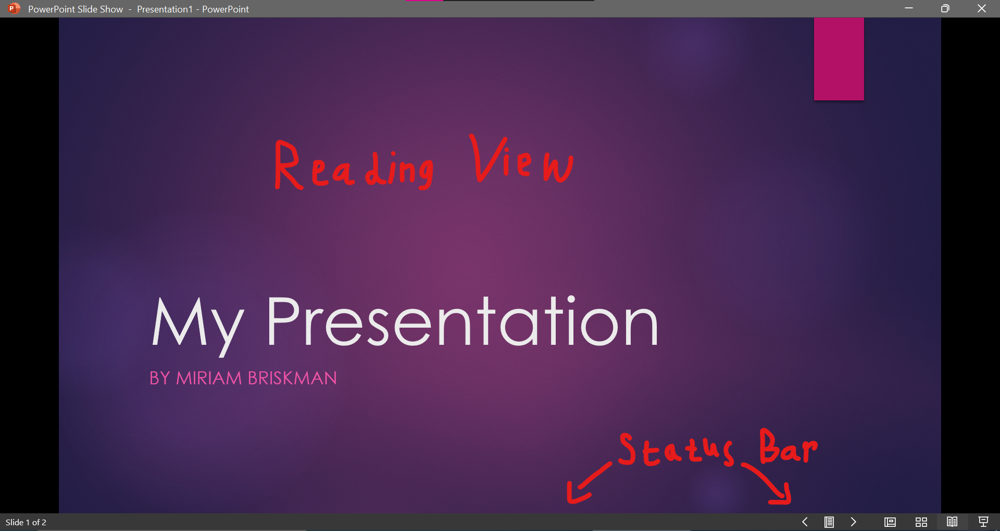 PowerPoint Slide Show - Presentation1 - PowerPoint
Reading View
My Presentation
BY MIRIAM BRISKMAN
Status Bar
Slide 1 of 2